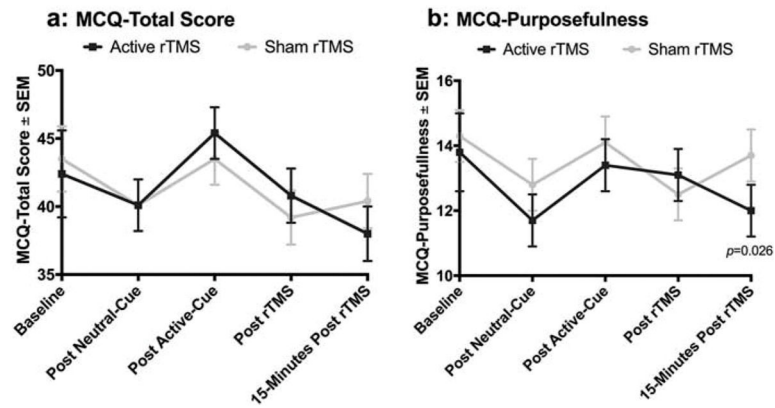 a: MCQ-Total Score
Active rTMS
Sham rTMS
MCQ-Total Score ± SEM
50
45
40
35
Baseline
Post Neutral-Cue
Post Active-Cue
Post rTMS
15-Minutes Post rTMS
b: MCQ-Purposefulness
Active rTMS
Sham rTMS
MCQ-Purposefullness ± SEM
16
14
12
10
p=0.026
Baseline
Post Neutral-Cue
Post Active-Cue
Post rTMS
15-Minutes Post rTMS